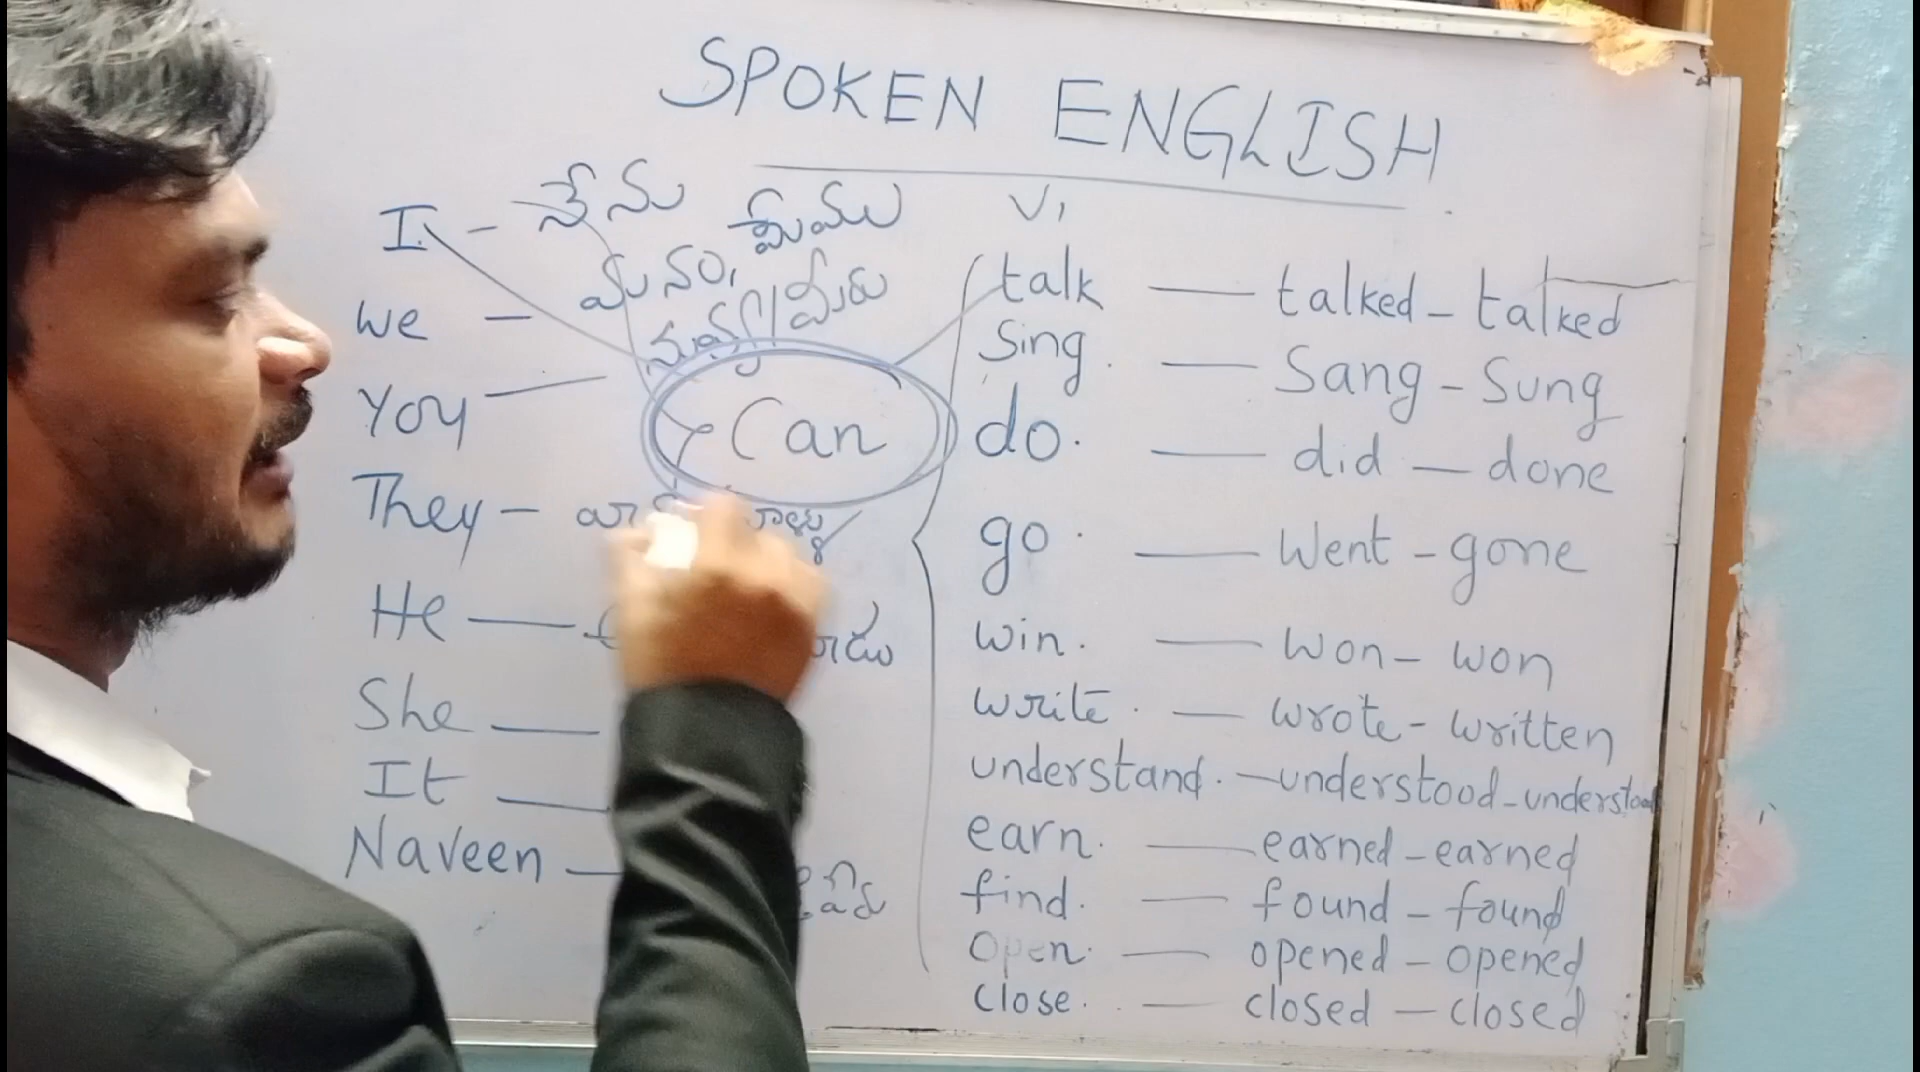 SPOKEN ENGLISH
I - నేను
మేము
We - మనం,
You — నువ్వు/మీరు
Can
They - వాళ్ళు
He —
She —
It —
Naveen —
V1
talk — talked - talked
Sing. — Sang - Sung
do. — did — done
go. — Went - gone
win. — won - won
write. — wrote - written
understand. — understood - understood
earn. — earned - earned
find. — found - found
open. — opened - opened
close. — closed — closed